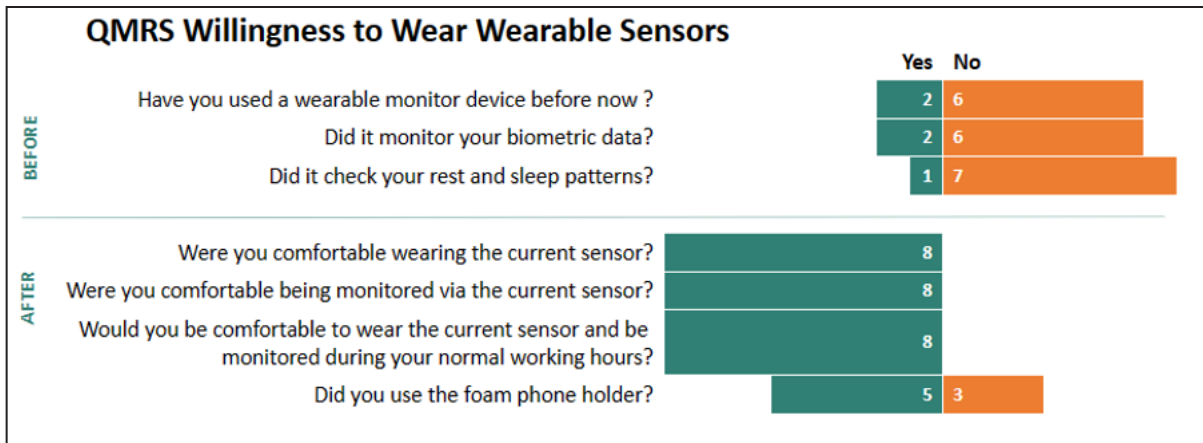 QMRS Willingness to Wear Wearable Sensors
Yes No
BEFORE
Have you used a wearable monitor device before now ? 2 6
Did it monitor your biometric data? 2 6
Did it check your rest and sleep patterns? 1 7
AFTER
Were you comfortable wearing the current sensor? 8
Were you comfortable being monitored via the current sensor? 8
Would you be comfortable to wear the current sensor and be
monitored during your normal working hours? 8
Did you use the foam phone holder? 5 3